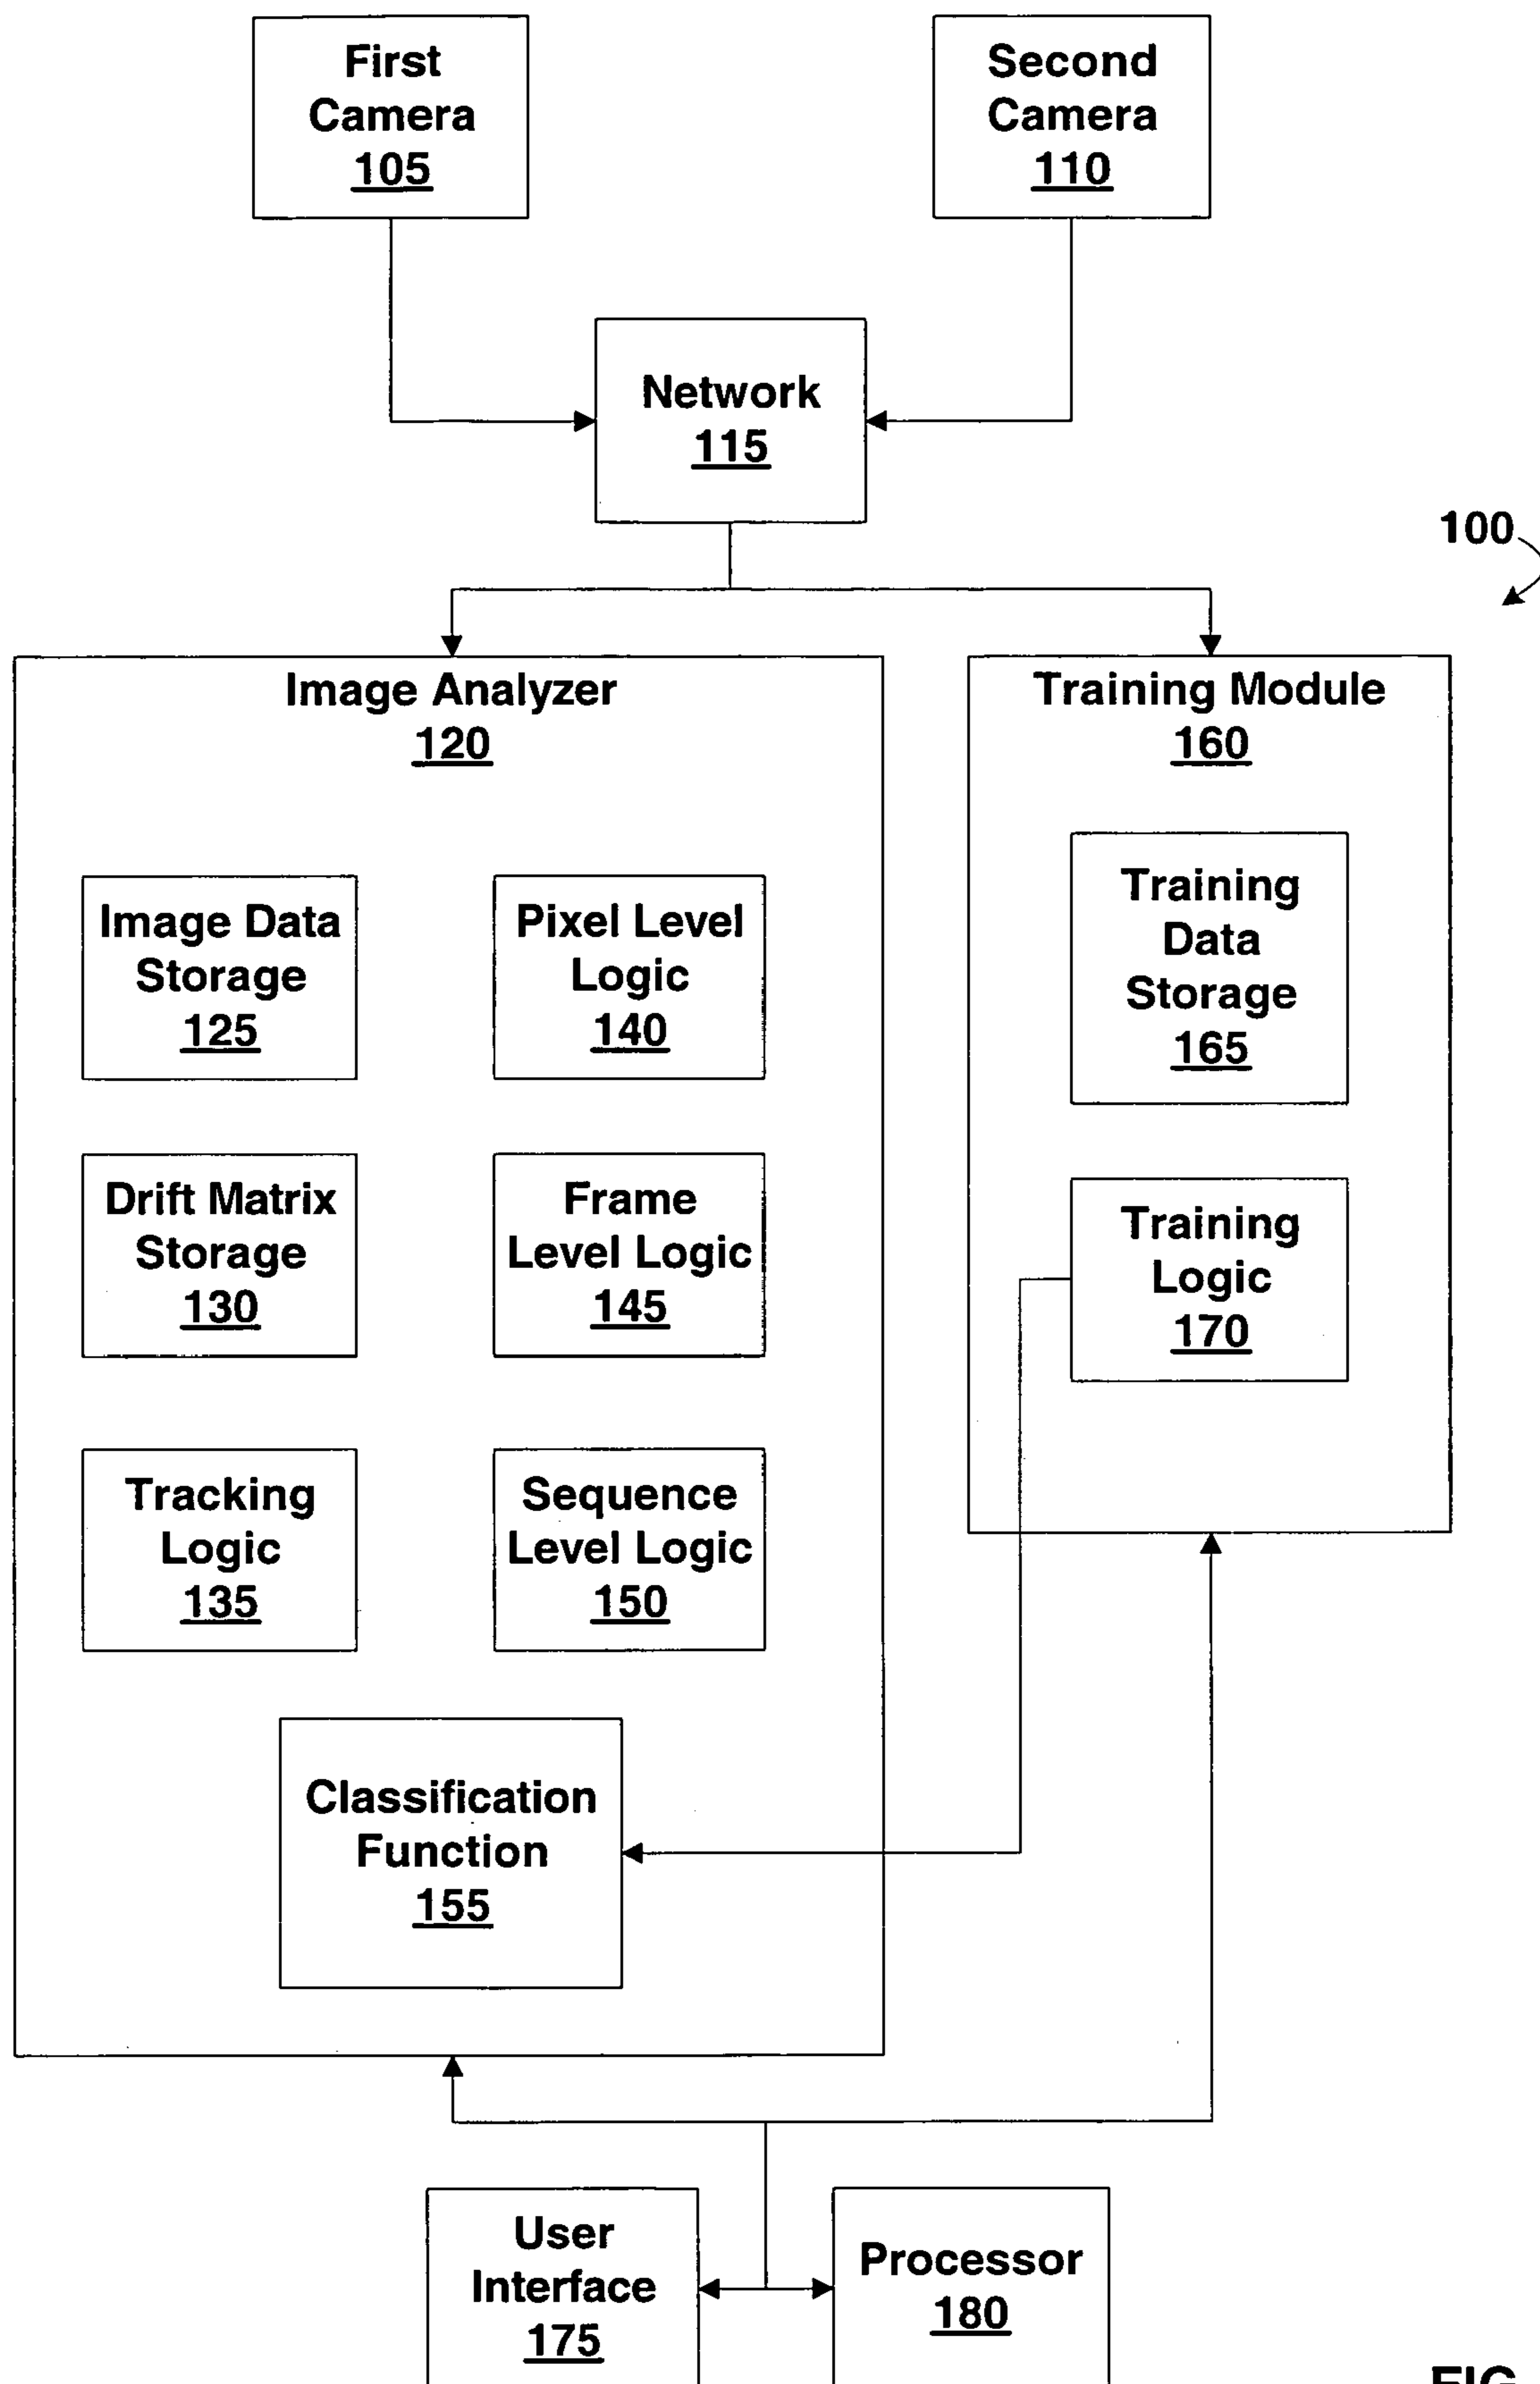 First
Camera
105
Second
Camera
110
Network
115
100
Image Analyzer
120
Training Module
160
Image Data
Storage
125
Pixel Level
Logic
140
Training
Data
Storage
165
Drift Matrix
Storage
130
Frame
Level Logic
145
Training
Logic
170
Tracking
Logic
135
Sequence
Level Logic
150
Classification
Function
155
User
Interface
175
Processor
180